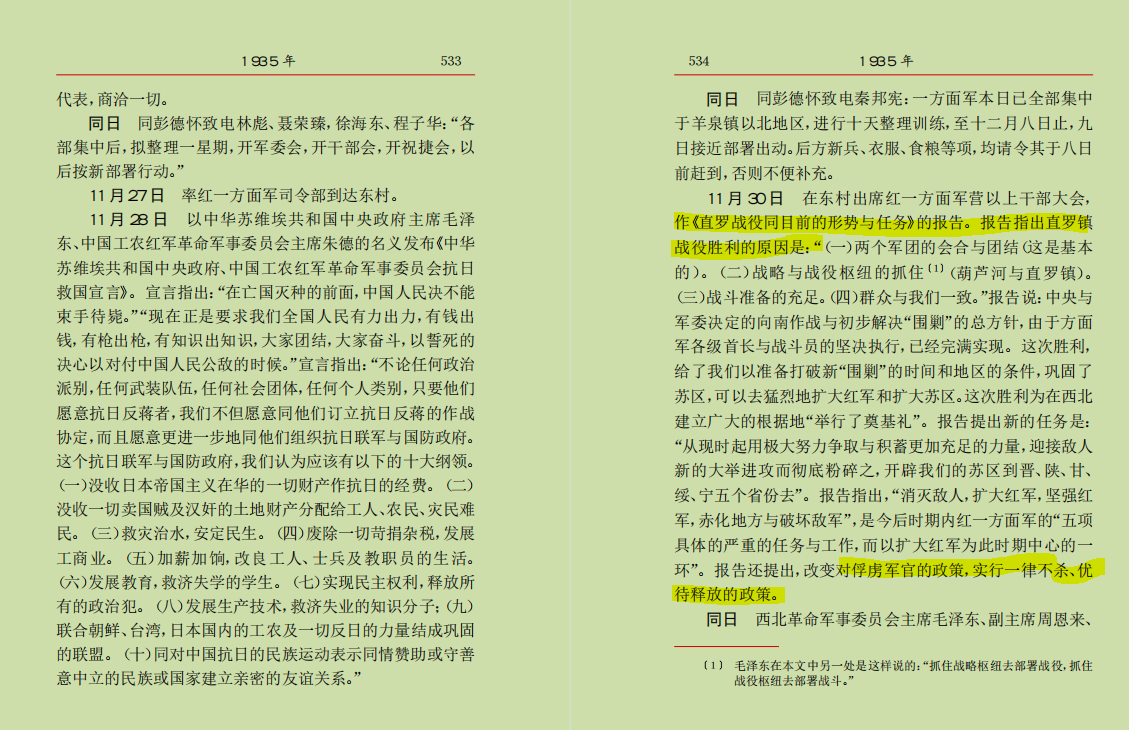 1935年 533
代表，商洽一切。
同日 同彭德怀致电林彪、聂荣臻，徐海东、程子华：“各
部集中后，拟整理一星期，开军委会，开干部会，开祝捷会，以
后按新部署行动。”
11月27日 率红一方面军司令部到达东村。
11月28日 以中华苏维埃共和国中央政府主席毛泽
东、中国工农红军革命军事委员会主席朱德的名义发布《中华
苏维埃共和国中央政府、中国工农红军革命军事委员会抗日
救国宣言》。宣言指出：“在亡国灭种的前面，中国人民决不能
束手待毙。”“现在正是要求我们全国人民有力出力，有钱出
钱，有枪出枪，有知识出知识，大家团结，大家奋斗，以誓死的
决心以对付中国人民公敌的时候。”宣言指出：“不论任何政治
派别，任何武装队伍，任何社会团体，任何个人类别，只要他们
愿意抗日反蒋者，我们不但愿意同他们订立抗日反蒋的作战
协定，而且愿意更进一步地同他们组织抗日联军与国防政府。
这个抗日联军与国防政府，我们认为应该有以下的十大纲领。
（一）没收日本帝国主义在华的一切财产作抗日的经费。（二）
没收一切卖国贼及汉奸的土地财产分配给工人、农民、灾民难
民。（三）救灾治水，安定民生。（四）废除一切苛捐杂税，发展
工商业。（五）加薪加饷，改良工人、士兵及教职员的生活。
（六）发展教育，救济失学的学生。（七）实现民主权利，释放所
有的政治犯。（八）发展生产技术，救济失业的知识分子；（九）
联合朝鲜、台湾，日本国内的工农及一切反日的力量结成巩固
的联盟。（十）同对中国抗日的民族运动表示同情赞助或守善
意中立的民族或国家建立亲密的友谊关系。”
534 1935年
同日 同彭德怀致电秦邦宪：一方面军本日已全部集中
于羊泉镇以北地区，进行十天整理训练，至十二月八日止，九
日接近部署出动。后方新兵、衣服、食粮等项，均请令其于八日
前赶到，否则不便补充。
11月30日 在东村出席红一方面军营以上干部大会，
作《直罗战役同目前的形势与任务》的报告。报告指出直罗镇
战役胜利的原因是：“（一）两个军团的会合与团结（这是基本
的）。（二）战略与战役枢纽的抓住〔1〕（葫芦河与直罗镇）。
（三）战斗准备的充足。（四）群众与我们一致。”报告说：中央与
军委决定的向南作战与初步解决“围剿”的总方针，由于方面
军各级首长与战斗员的坚决执行，已经完满实现。这次胜利，
给了我们以准备打破新“围剿”的时间和地区的条件，巩固了
苏区，可以去猛烈地扩大红军和扩大苏区。这次胜利为在西北
建立广大的根据地“举行了奠基礼”。报告提出新的任务是：
“从现时起用极大努力争取与积蓄更加充足的力量，迎接敌人
新的大举进攻而彻底粉碎之，开辟我们的苏区到晋、陕、甘、
绥、宁五个省份去”。报告指出，“消灭敌人，扩大红军，坚强红
军，赤化地方与破坏敌军”，是今后时期内红一方面军的“五项
具体的严重的任务与工作，而以扩大红军为此时期中心的一
环”。报告还提出，改变对俘虏军官的政策，实行一律不杀、优
待释放的政策。
同日 西北革命军事委员会主席毛泽东、副主席周恩来、
〔1〕 毛泽东在本文中另一处是这样说的：“抓住战略枢纽去部署战役，抓住
战役枢纽去部署战斗。”